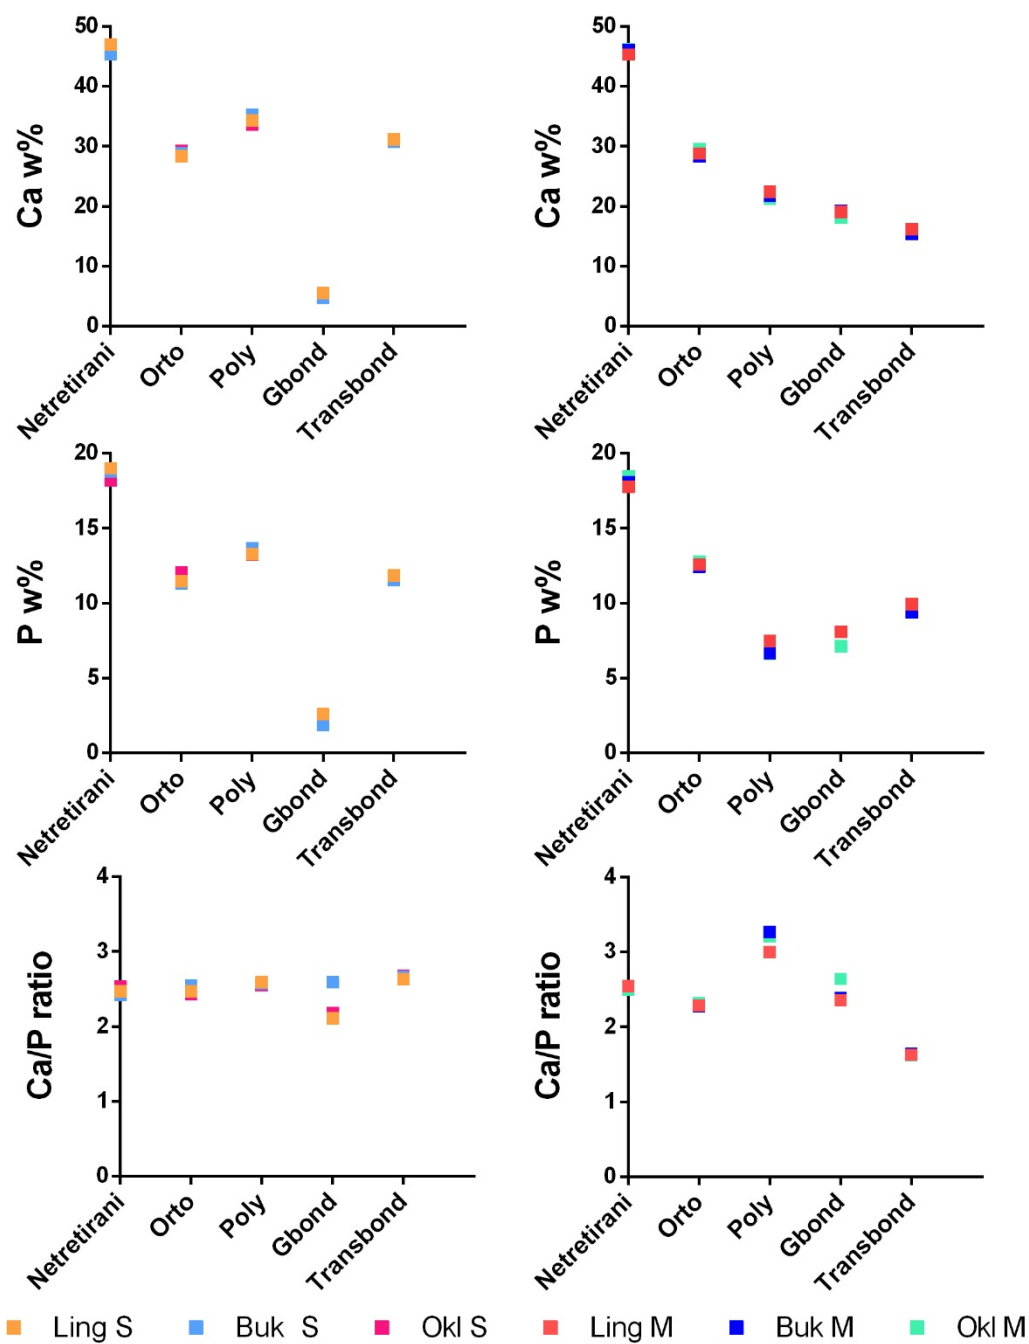 50
40
30
20
10
0
Ca w%
Netretirani
Orto
Poly
Gbond
Transbond
50
40
30
20
10
0
Ca w%
Netretirani
Orto
Poly
Gbond
Transbond
20
15
10
5
0
P w%
Netretirani
Orto
Poly
Gbond
Transbond
20
15
10
5
0
P w%
Netretirani
Orto
Poly
Gbond
Transbond
4
3
2
1
0
Ca/P ratio
Netretirani
Orto
Poly
Gbond
Transbond
4
3
2
1
0
Ca/P ratio
Netretirani
Orto
Poly
Gbond
Transbond
Ling S Buk S Okl S Ling M Buk M Okl M